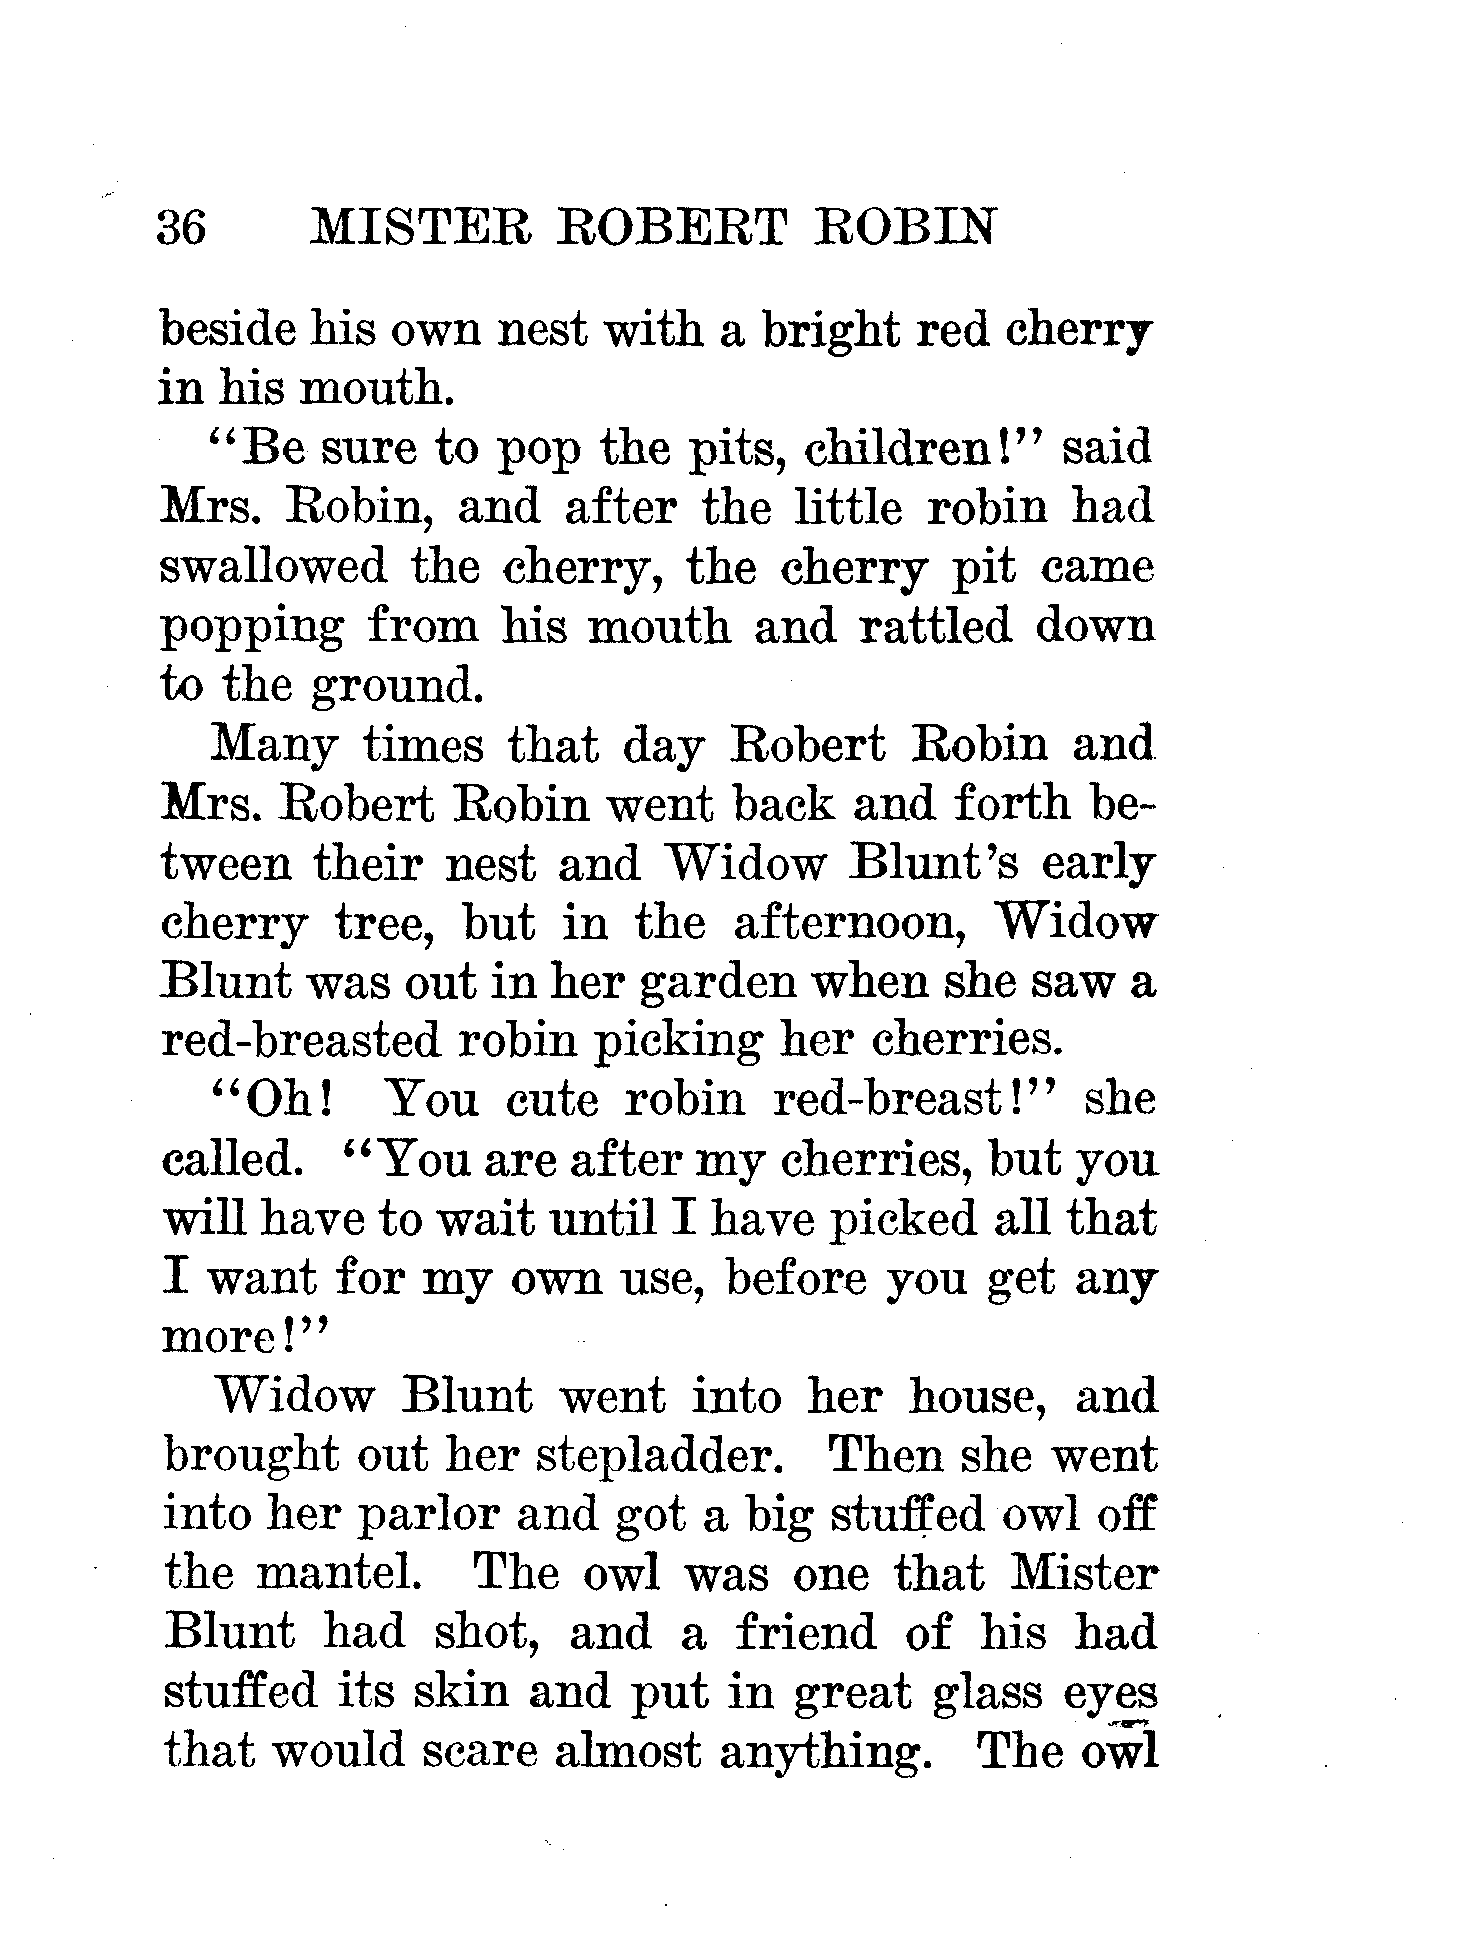 36 MISTER ROBERT ROBIN
beside his own nest with a bright red cherry
in his mouth.
“Be sure to pop the pits, children!” said
Mrs. Robin, and after the little robin had
swallowed the cherry, the cherry pit came
popping from his mouth and rattled down
to the ground.
Many times that day Robert Robin and
Mrs. Robert Robin went back and forth be-
tween their nest and Widow Blunt’s early
cherry tree, but in the afternoon, Widow
Blunt was out in her garden when she saw a
red-breasted robin picking her cherries.
“Oh! You cute robin red-breast!” she
called. “You are after my cherries, but you
will have to wait until I have picked all that
I want for my own use, before you get any
more!”
Widow Blunt went into her house, and
brought out her stepladder. Then she went
into her parlor and got a big stuffed owl off
the mantel. The owl was one that Mister
Blunt had shot, and a friend of his had
stuffed its skin and put in great glass eyes
that would scare almost anything. The owl